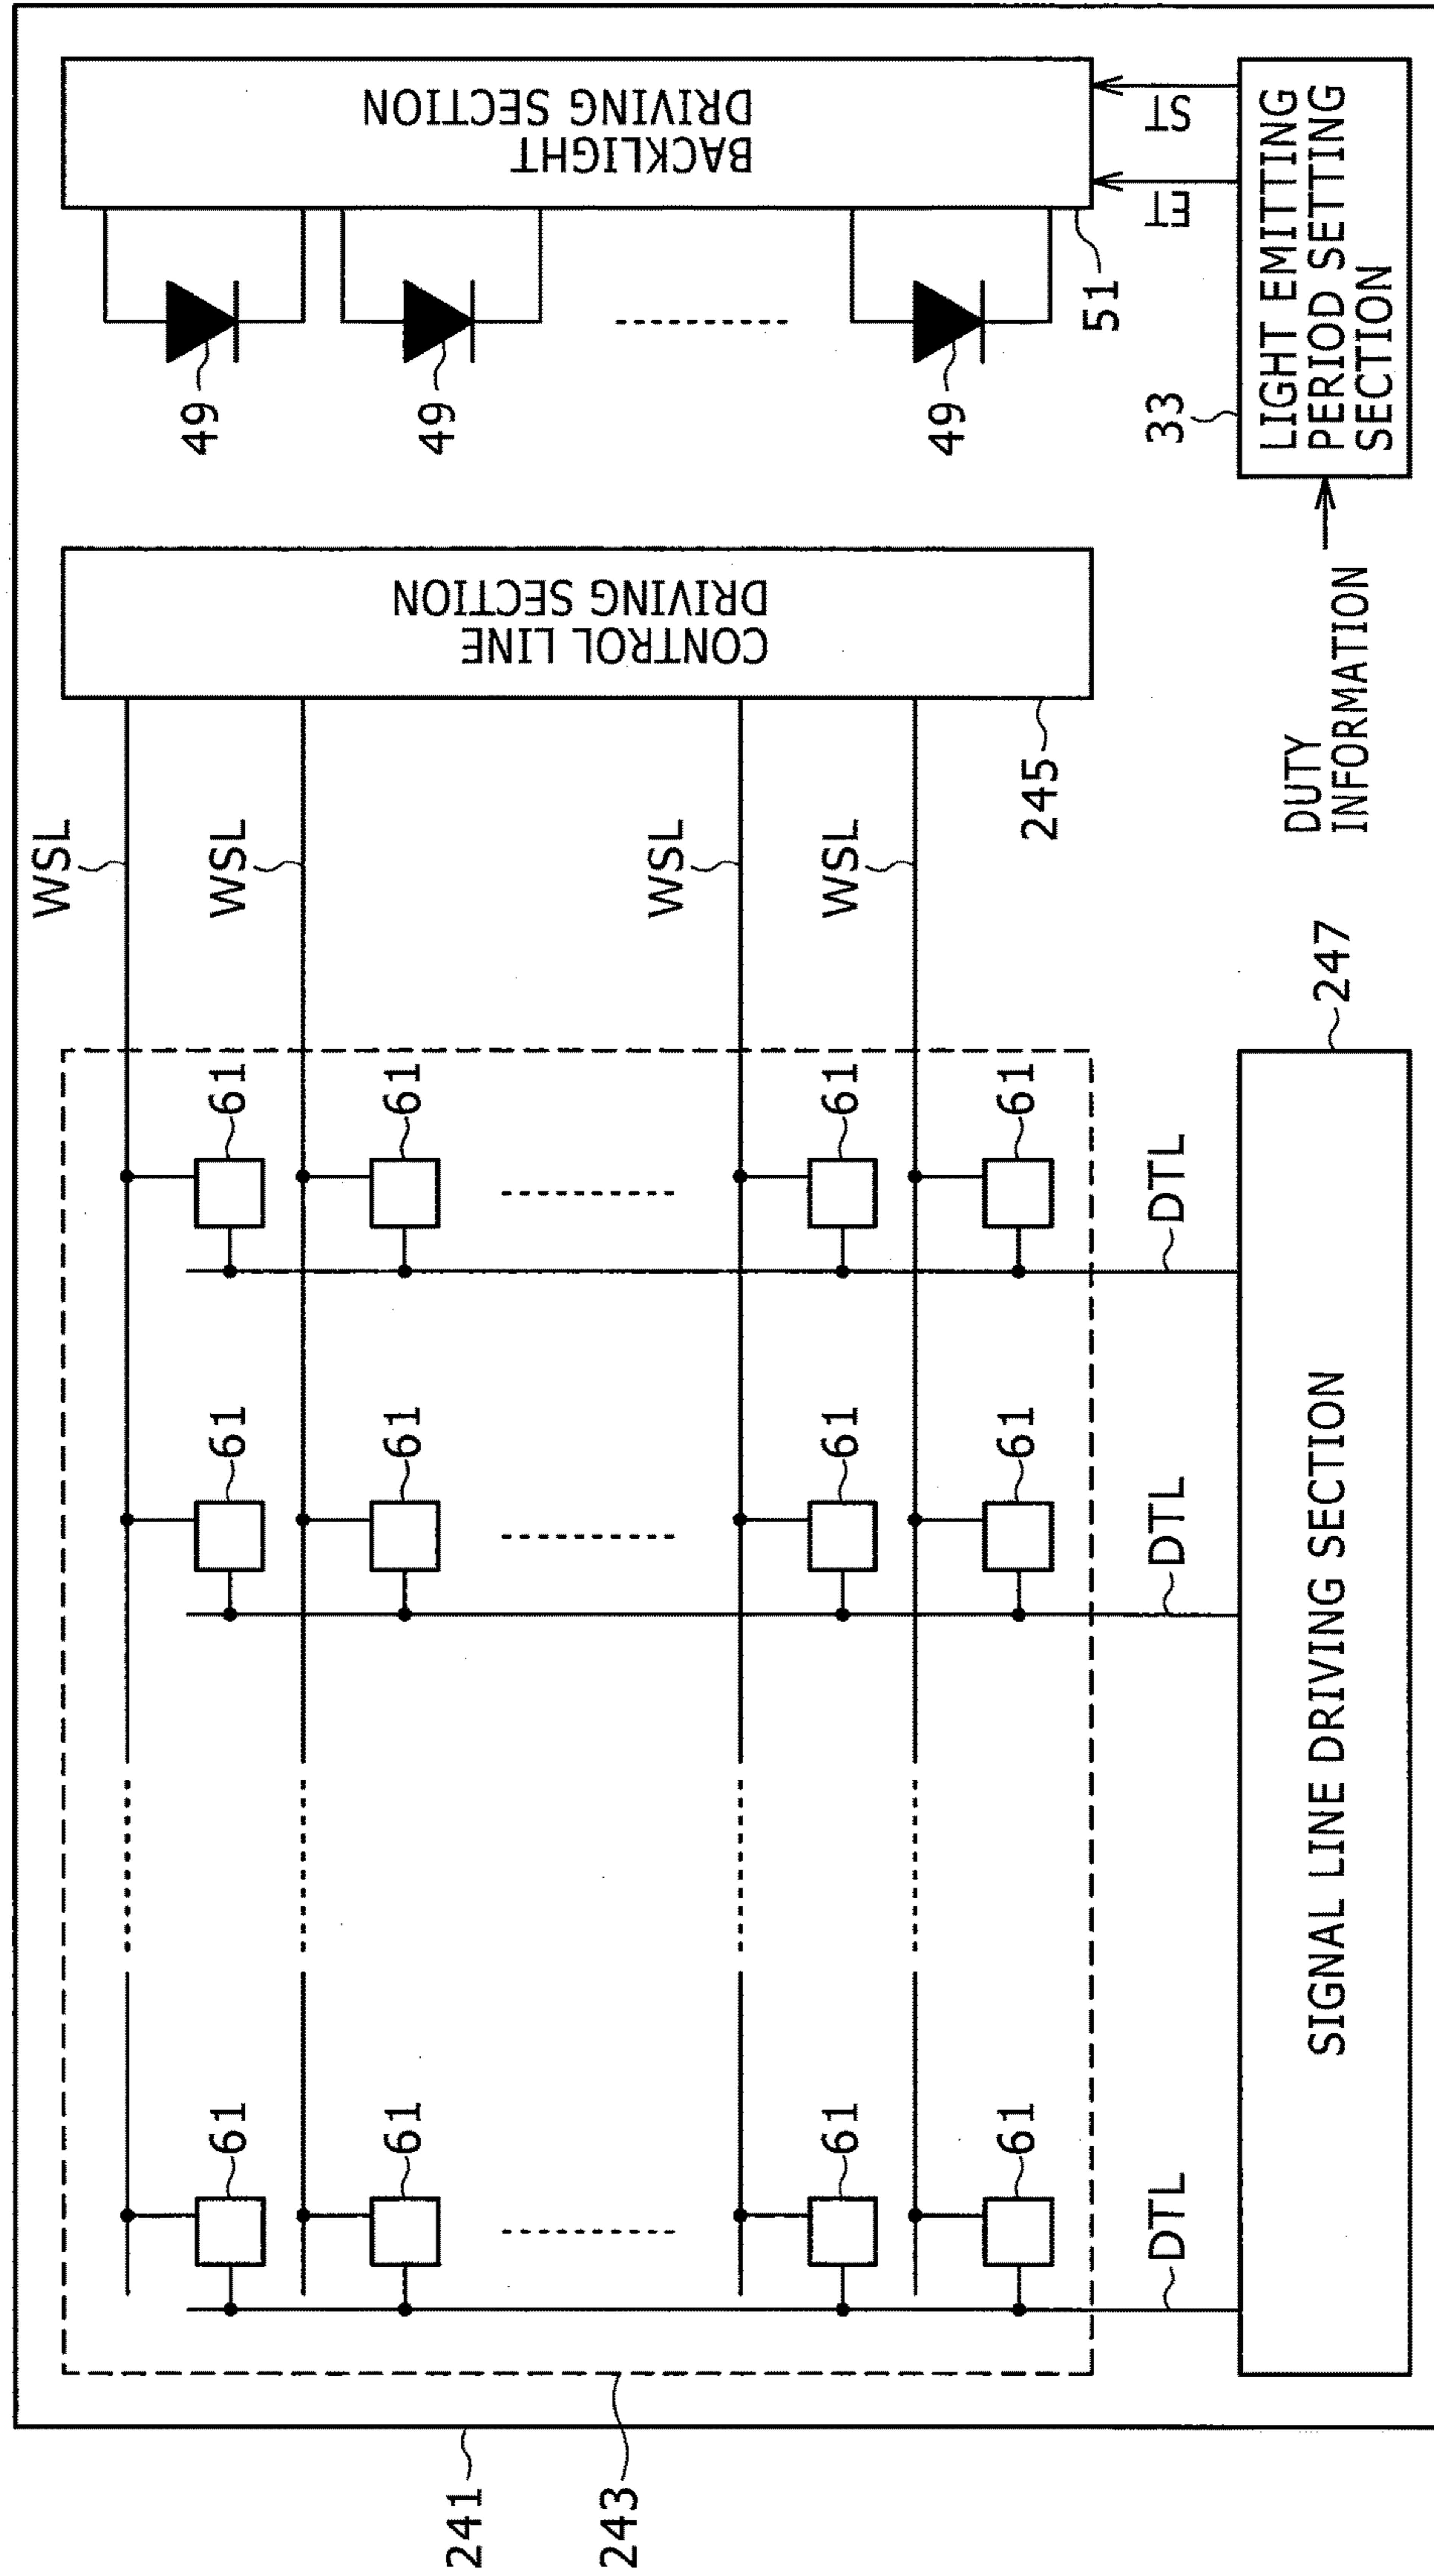 241
243
WSL
WSL
WSL
WSL
61
61
61
61
61
61
61
61
61
61
61
61
DTL
DTL
DTL
CONTROL LINE
DRIVING SECTION
245
49
49
49
BACKLIGHT
DRIVING SECTION
51
ET
ST
SIGNAL LINE DRIVING SECTION
247
DUTY
INFORMATION
33
LIGHT EMITTING
PERIOD SETTING
SECTION